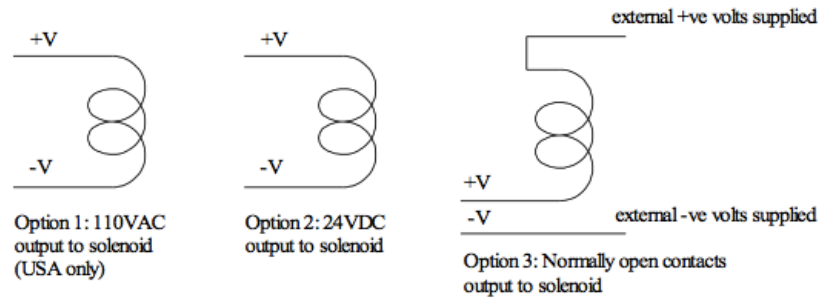 +V
-V
Option 1: 110VAC
output to solenoid
(USA only)
+V
-V
Option 2: 24VDC
output to solenoid
external +ve volts supplied
+V
-V
external -ve volts supplied
Option 3: Normally open contacts
output to solenoid